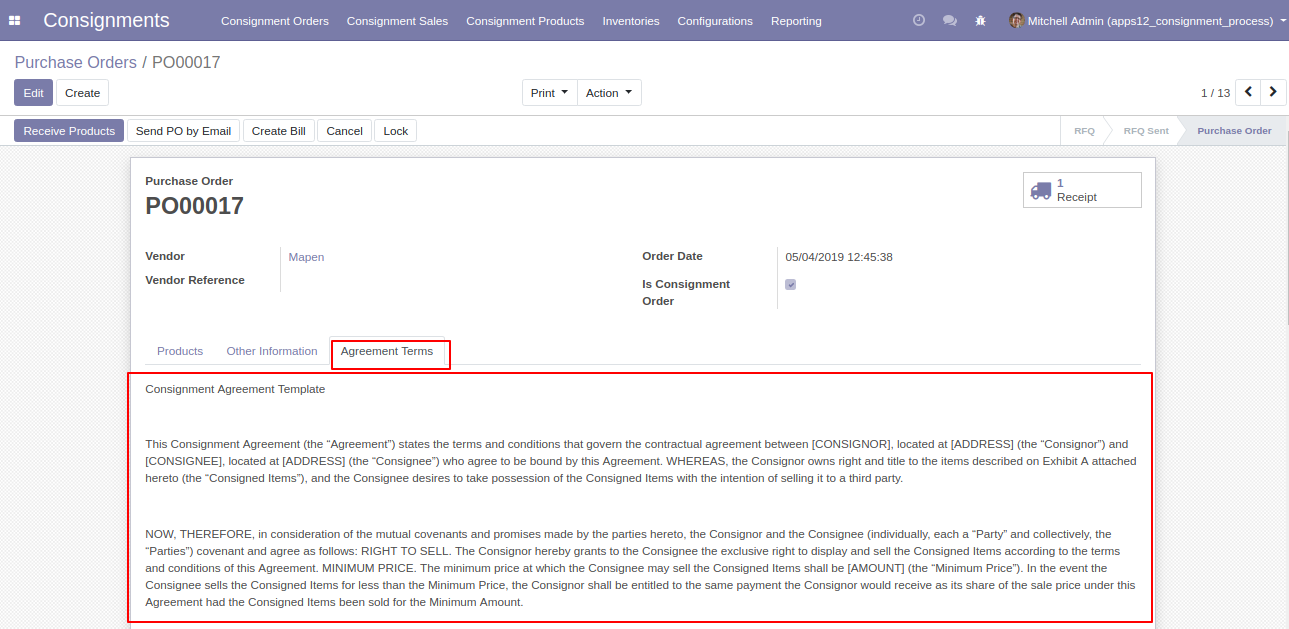 Consignments Consignment Orders Consignment Sales Consignment Products Inventories Configurations Reporting Mitchell Admin (apps12_consignment_process)
Purchase Orders / PO00017
Edit Create Print Action 1 / 13
Receive Products Send PO by Email Create Bill Cancel Lock RFQ RFQ Sent Purchase Order
Purchase Order
PO00017
1
Receipt
Vendor Mapen
Vendor Reference
Order Date 05/04/2019 12:45:38
Is Consignment
Order
Products Other Information Agreement Terms
Consignment Agreement Template
This Consignment Agreement (the “Agreement”) states the terms and conditions that govern the contractual agreement between [CONSIGNOR], located at [ADDRESS] (the “Consignor”) and
[CONSIGNEE], located at [ADDRESS] (the “Consignee”) who agree to be bound by this Agreement. WHEREAS, the Consignor owns right and title to the items described on Exhibit A attached
hereto (the “Consigned Items”), and the Consignee desires to take possession of the Consigned Items with the intention of selling it to a third party.
NOW, THEREFORE, in consideration of the mutual covenants and promises made by the parties hereto, the Consignor and the Consignee (individually, each a “Party” and collectively, the
“Parties”) covenant and agree as follows: RIGHT TO SELL. The Consignor hereby grants to the Consignee the exclusive right to display and sell the Consigned Items according to the terms
and conditions of this Agreement. MINIMUM PRICE. The minimum price at which the Consignee may sell the Consigned Items shall be [AMOUNT] (the “Minimum Price”). In the event the
Consignee sells the Consigned Items for less than the Minimum Price, the Consignor shall be entitled to the same payment the Consignor would receive as its share of the sale price under this
Agreement had the Consigned Items been sold for the Minimum Amount.